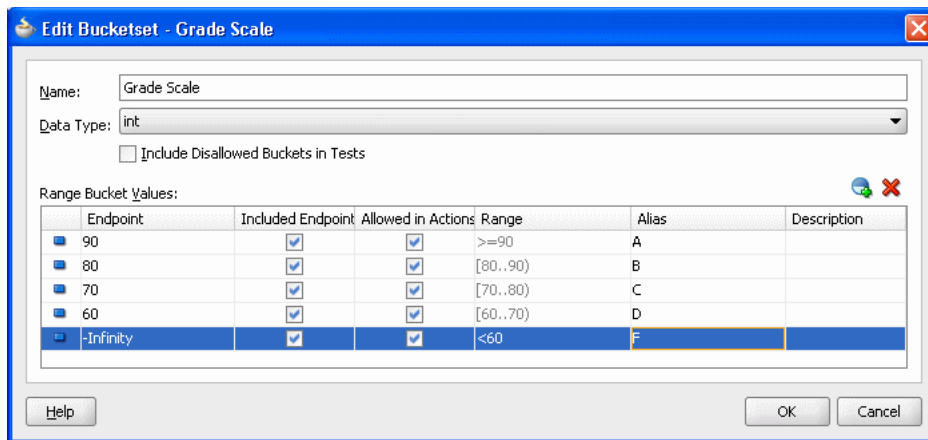 Edit Bucketset - Grade Scale
Name: Grade Scale
Data Type: int
Include Disallowed Buckets in Tests
Range Bucket Values:
Endpoint Included Endpoint Allowed in Actions Range Alias Description
90 >=90 A
80 [80..90) B
70 [70..80) C
60 [60..70) D
-Infinity <60 F
Help OK Cancel